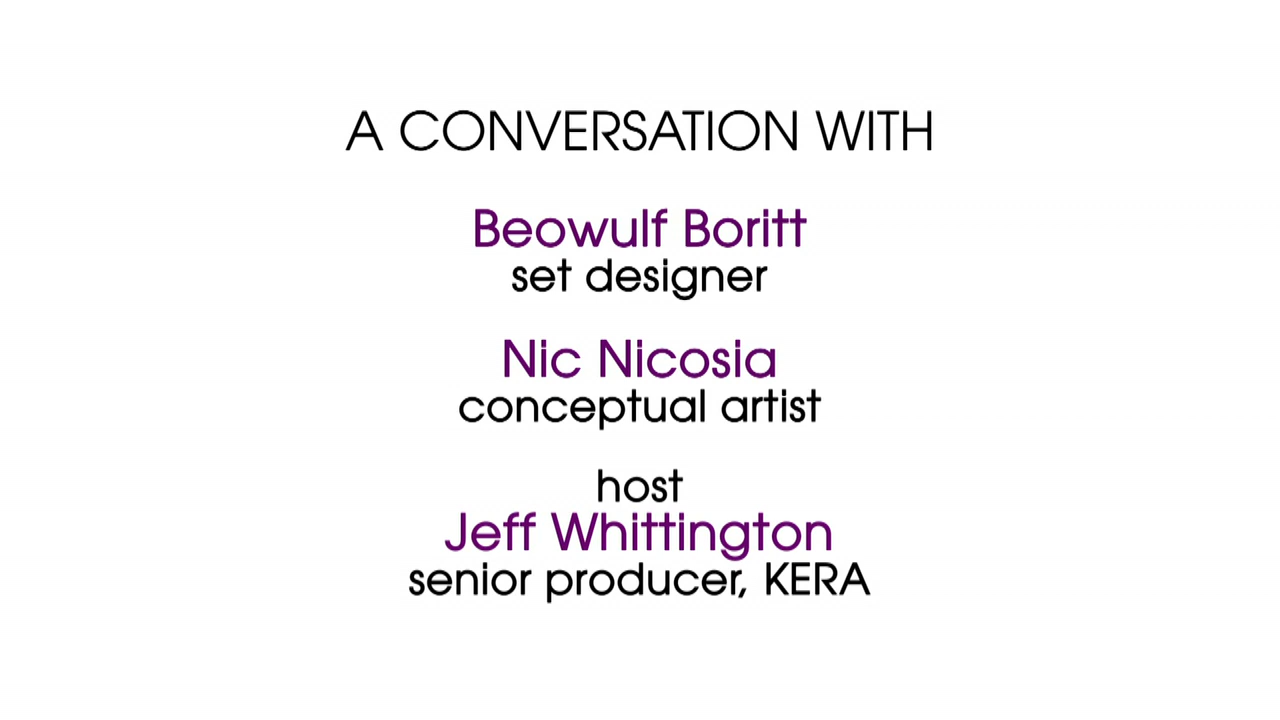 A CONVERSATION WITH
Beowulf Boritt
set designer
Nic Nicosia
conceptual artist
host
Jeff Whittington
senior producer, KERA